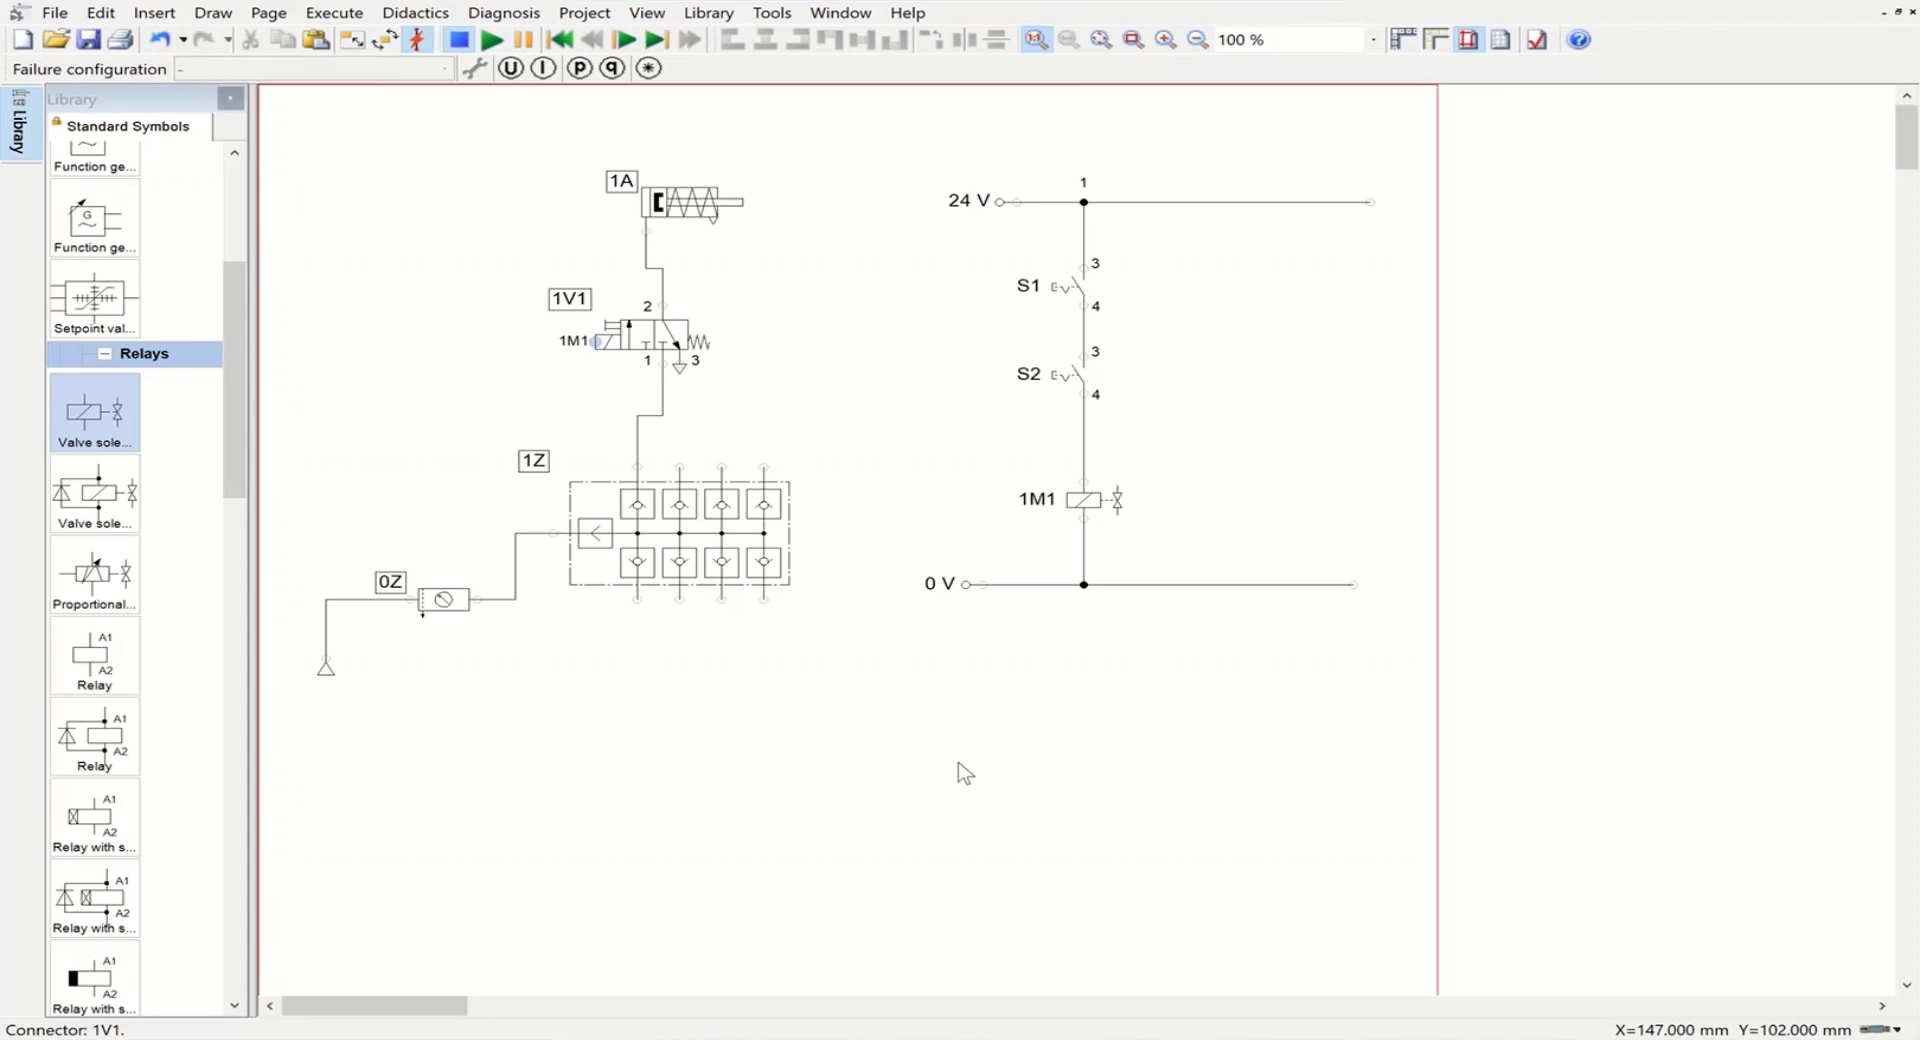 File Edit Insert Draw Page Execute Didactics Diagnosis Project View Library Tools Window Help
100 %
Failure configuration -
U I p q
Library
Library
Standard Symbols
Function ge...
G
Function ge...
Setpoint val...
Relays
Valve sole...
Valve sole...
Proportional...
A1
A2
Relay
A1
A2
Relay
A1
A2
Relay with s...
A1
A2
Relay with s...
A1
A2
Relay with s...
1A
1V1
2
1M1
1 3
1Z
0Z
1
24 V
3
S1
4
3
S2
4
1M1
0 V
Connector: 1V1.
X=147.000 mm Y=102.000 mm